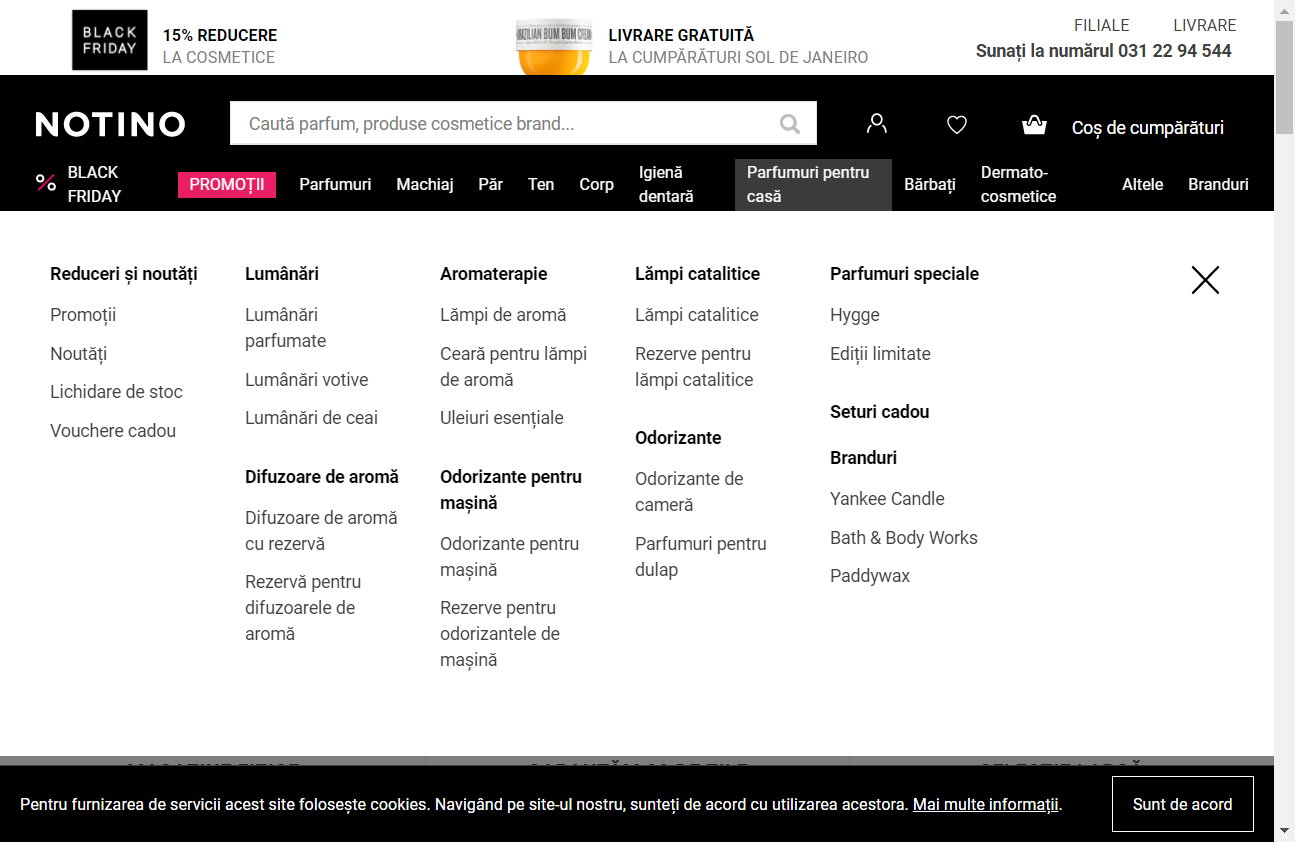 BLACK
FRIDAY
15% REDUCERE
LA COSMETICE
BRAZILIAN BUM BUM CREAM
LIVRARE GRATUITĂ
LA CUMPĂRĂTURI SOL DE JANEIRO
FILIALE LIVRARE
Sunați la numărul 031 22 94 544
NOTINO
Caută parfum, produse cosmetice brand...
Coș de cumpărături
% BLACK
FRIDAY
PROMOȚII
Parfumuri
Machiaj
Păr
Ten
Corp
Igienă
dentară
Parfumuri pentru
casă
Bărbați
Dermato-
cosmetice
Altele
Branduri
Reduceri și noutăți
Promoții
Noutăți
Lichidare de stoc
Vouchere cadou
Lumânări
Lumânări
parfumate
Lumânări votive
Lumânări de ceai
Difuzoare de aromă
Difuzoare de aromă
cu rezervă
Rezervă pentru
difuzoarele de
aromă
Aromaterapie
Lămpi de aromă
Ceară pentru lămpi
de aromă
Uleiuri esențiale
Odorizante pentru
mașină
Odorizante pentru
mașină
Rezerve pentru
odorizantele de
mașină
Lămpi catalitice
Lămpi catalitice
Rezerve pentru
lămpi catalitice
Odorizante
Odorizante de
cameră
Parfumuri pentru
dulap
Parfumuri speciale
Hygge
Ediții limitate
Seturi cadou
Branduri
Yankee Candle
Bath & Body Works
Paddywax
Pentru furnizarea de servicii acest site folosește cookies. Navigând pe site-ul nostru, sunteți de acord cu utilizarea acestora. Mai multe informații.
Sunt de acord